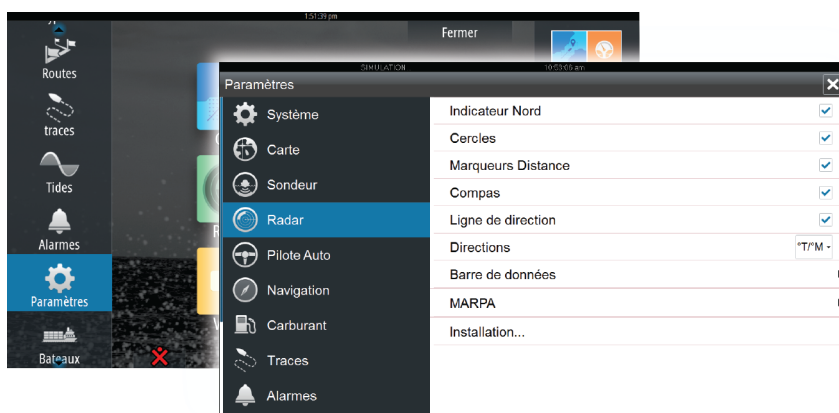 1:51:39 pm
Fermer
Routes
traces
Tides
Alarmes
Paramètres
Bateaux
SIMULATION
10:53:06 am
Paramètres
Système
Carte
Sondeur
Radar
Pilote Auto
Navigation
Carburant
Traces
Alarmes
Indicateur Nord
Cercles
Marqueurs Distance
Compas
Ligne de direction
Directions °T/°M
Barre de données
MARPA
Installation...